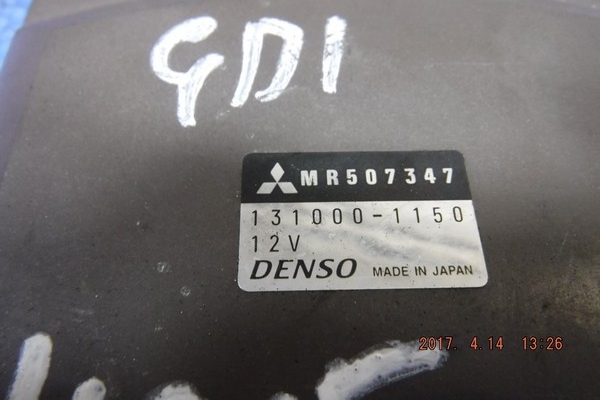 GDI
MR507347
131000-1150
12V
DENSO MADE IN JAPAN
2017. 4.14 13:26